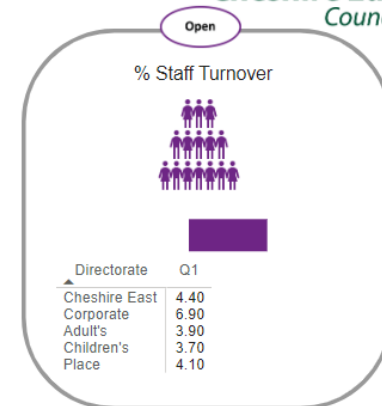 Open
% Staff Turnover
Directorate Q1
Cheshire East 4.40
Corporate 6.90
Adult's 3.90
Children's 3.70
Place 4.10